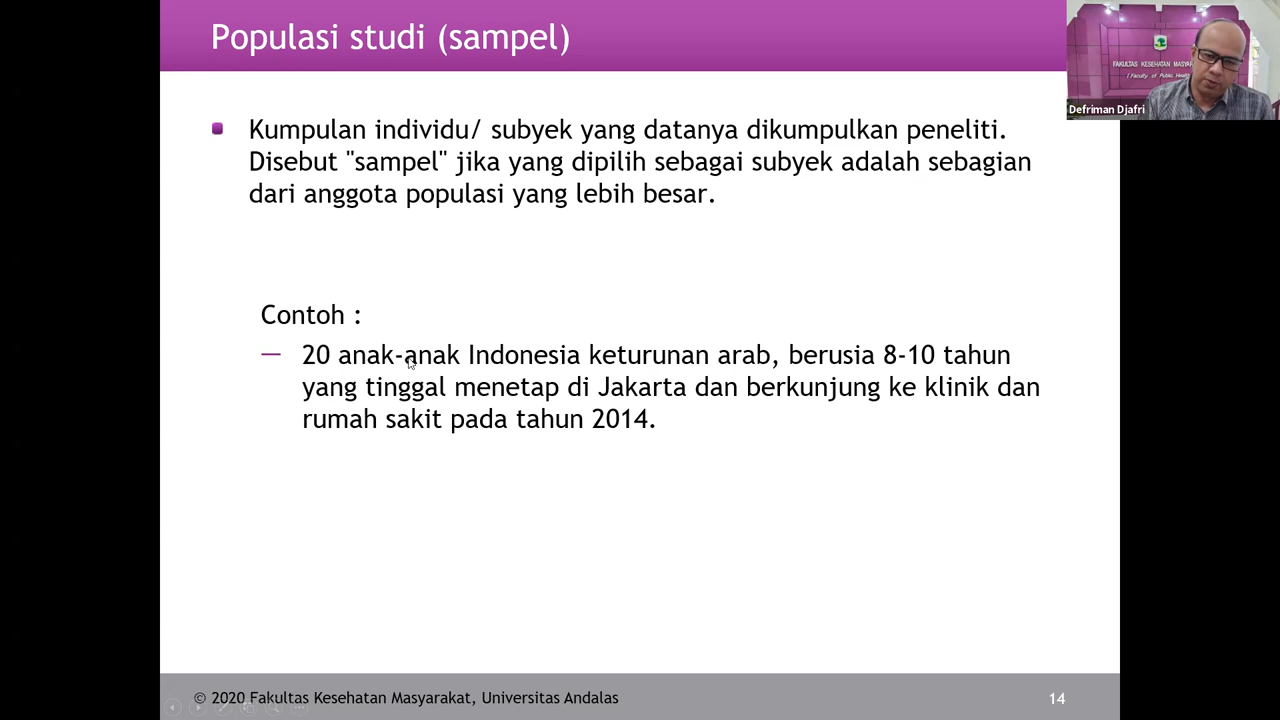 Populasi studi (sampel)
Kumpulan individu/ subyek yang datanya dikumpulkan peneliti.
Disebut "sampel" jika yang dipilih sebagai subyek adalah sebagian
dari anggota populasi yang lebih besar.
Contoh :
— 20 anak-anak Indonesia keturunan arab, berusia 8-10 tahun
yang tinggal menetap di Jakarta dan berkunjung ke klinik dan
rumah sakit pada tahun 2014.
© 2020 Fakultas Kesehatan Masyarakat, Universitas Andalas
14
FAKULTAS KESEHATAN
(Faculty of Public
Defriman Djafri